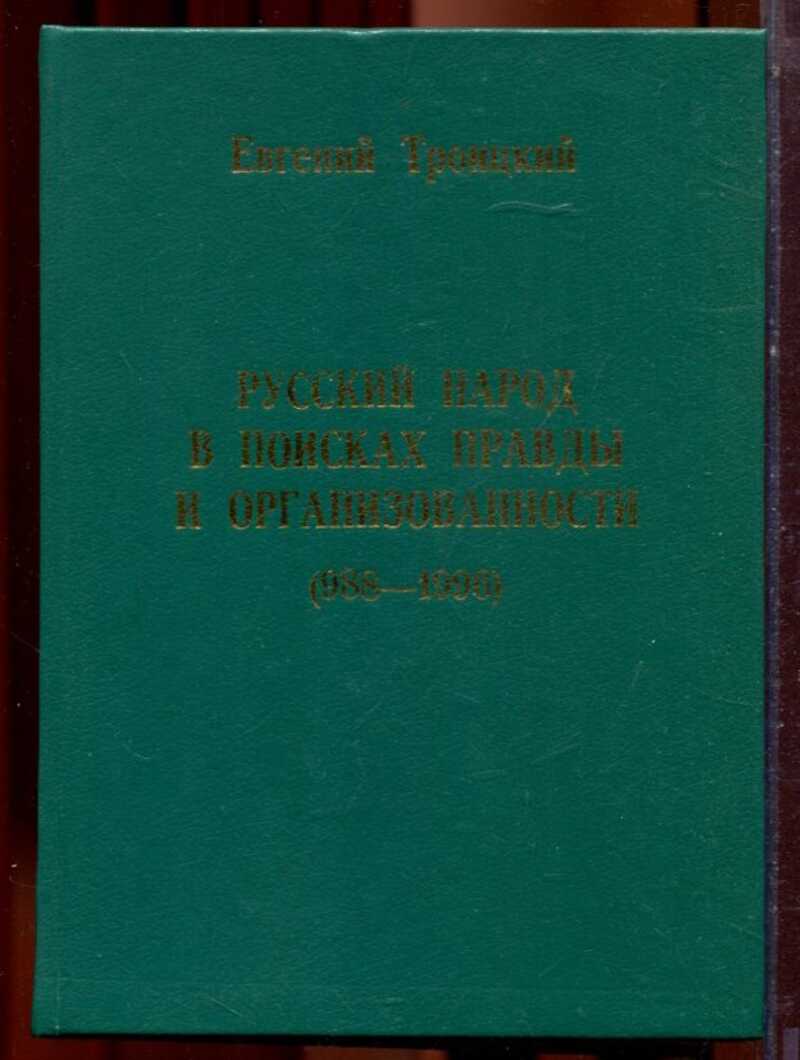 Евгений Троицкий
РУССКИЙ НАРОД
В ПОИСКАХ ПРАВДЫ
И ОРГАНИЗОВАННОСТИ
(988—1996)